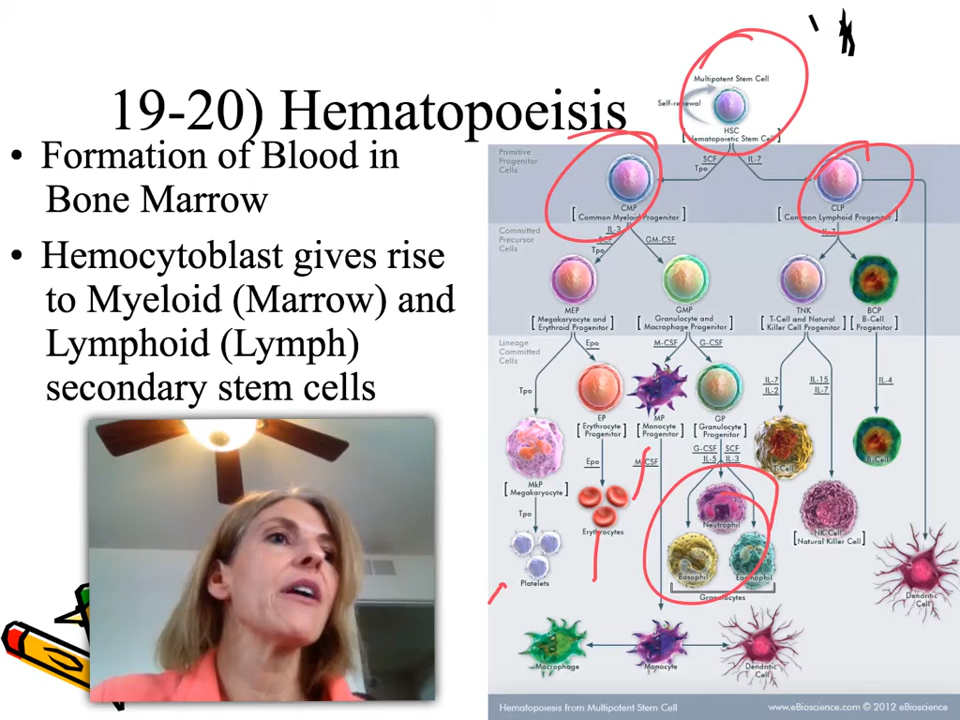 19-20) Hematopoeisis
• Formation of Blood in
Bone Marrow
• Hemocytoblast gives rise
to Myeloid (Marrow) and
Lymphoid (Lymph)
secondary stem cells
Multipotent Stem Cell
Self-renewal
HSC
[Hematopoietic Stem Cell]
Primitive
Progenitor
Cells
SCF
Tpo
IL-7
CMP
[Common Myeloid Progenitor]
CLP
[Common Lymphoid Progenitor]
Committed
Precursor
Cells
IL-3
SCF
Tpo
GM-CSF
IL-7
MEP
[Megakaryocyte and
Erythroid Progenitor]
GMP
[Granulocyte and
Macrophage Progenitor]
TNK
[T-Cell and Natural
Killer Cell Progenitor]
BCP
[B-Cell
Progenitor]
Lineage
Committed
Cells
Tpo
Epo
M-CSF
G-CSF
IL-7
IL-2
IL-15
IL-7
IL-4
EP
[Erythrocyte
Progenitor]
MP
[Monocyte
Progenitor]
GP
[Granulocyte
Progenitor]
G-CSF
IL-5
SCF
IL-3
T-Cell
B-Cell
MkP
[Megakaryocyte]
Epo
M-CSF
Tpo
Erythrocytes
Neutrophil
NK Cell
[Natural Killer Cell]
Platelets
Basophil
Eosinophil
Granulocytes
Dendritic
Cell
Macrophage
Monocyte
Dendritic
Cell
Hematopoiesis from Multipotent Stem Cell
www.eBioscience.com © 2012 eBioscience